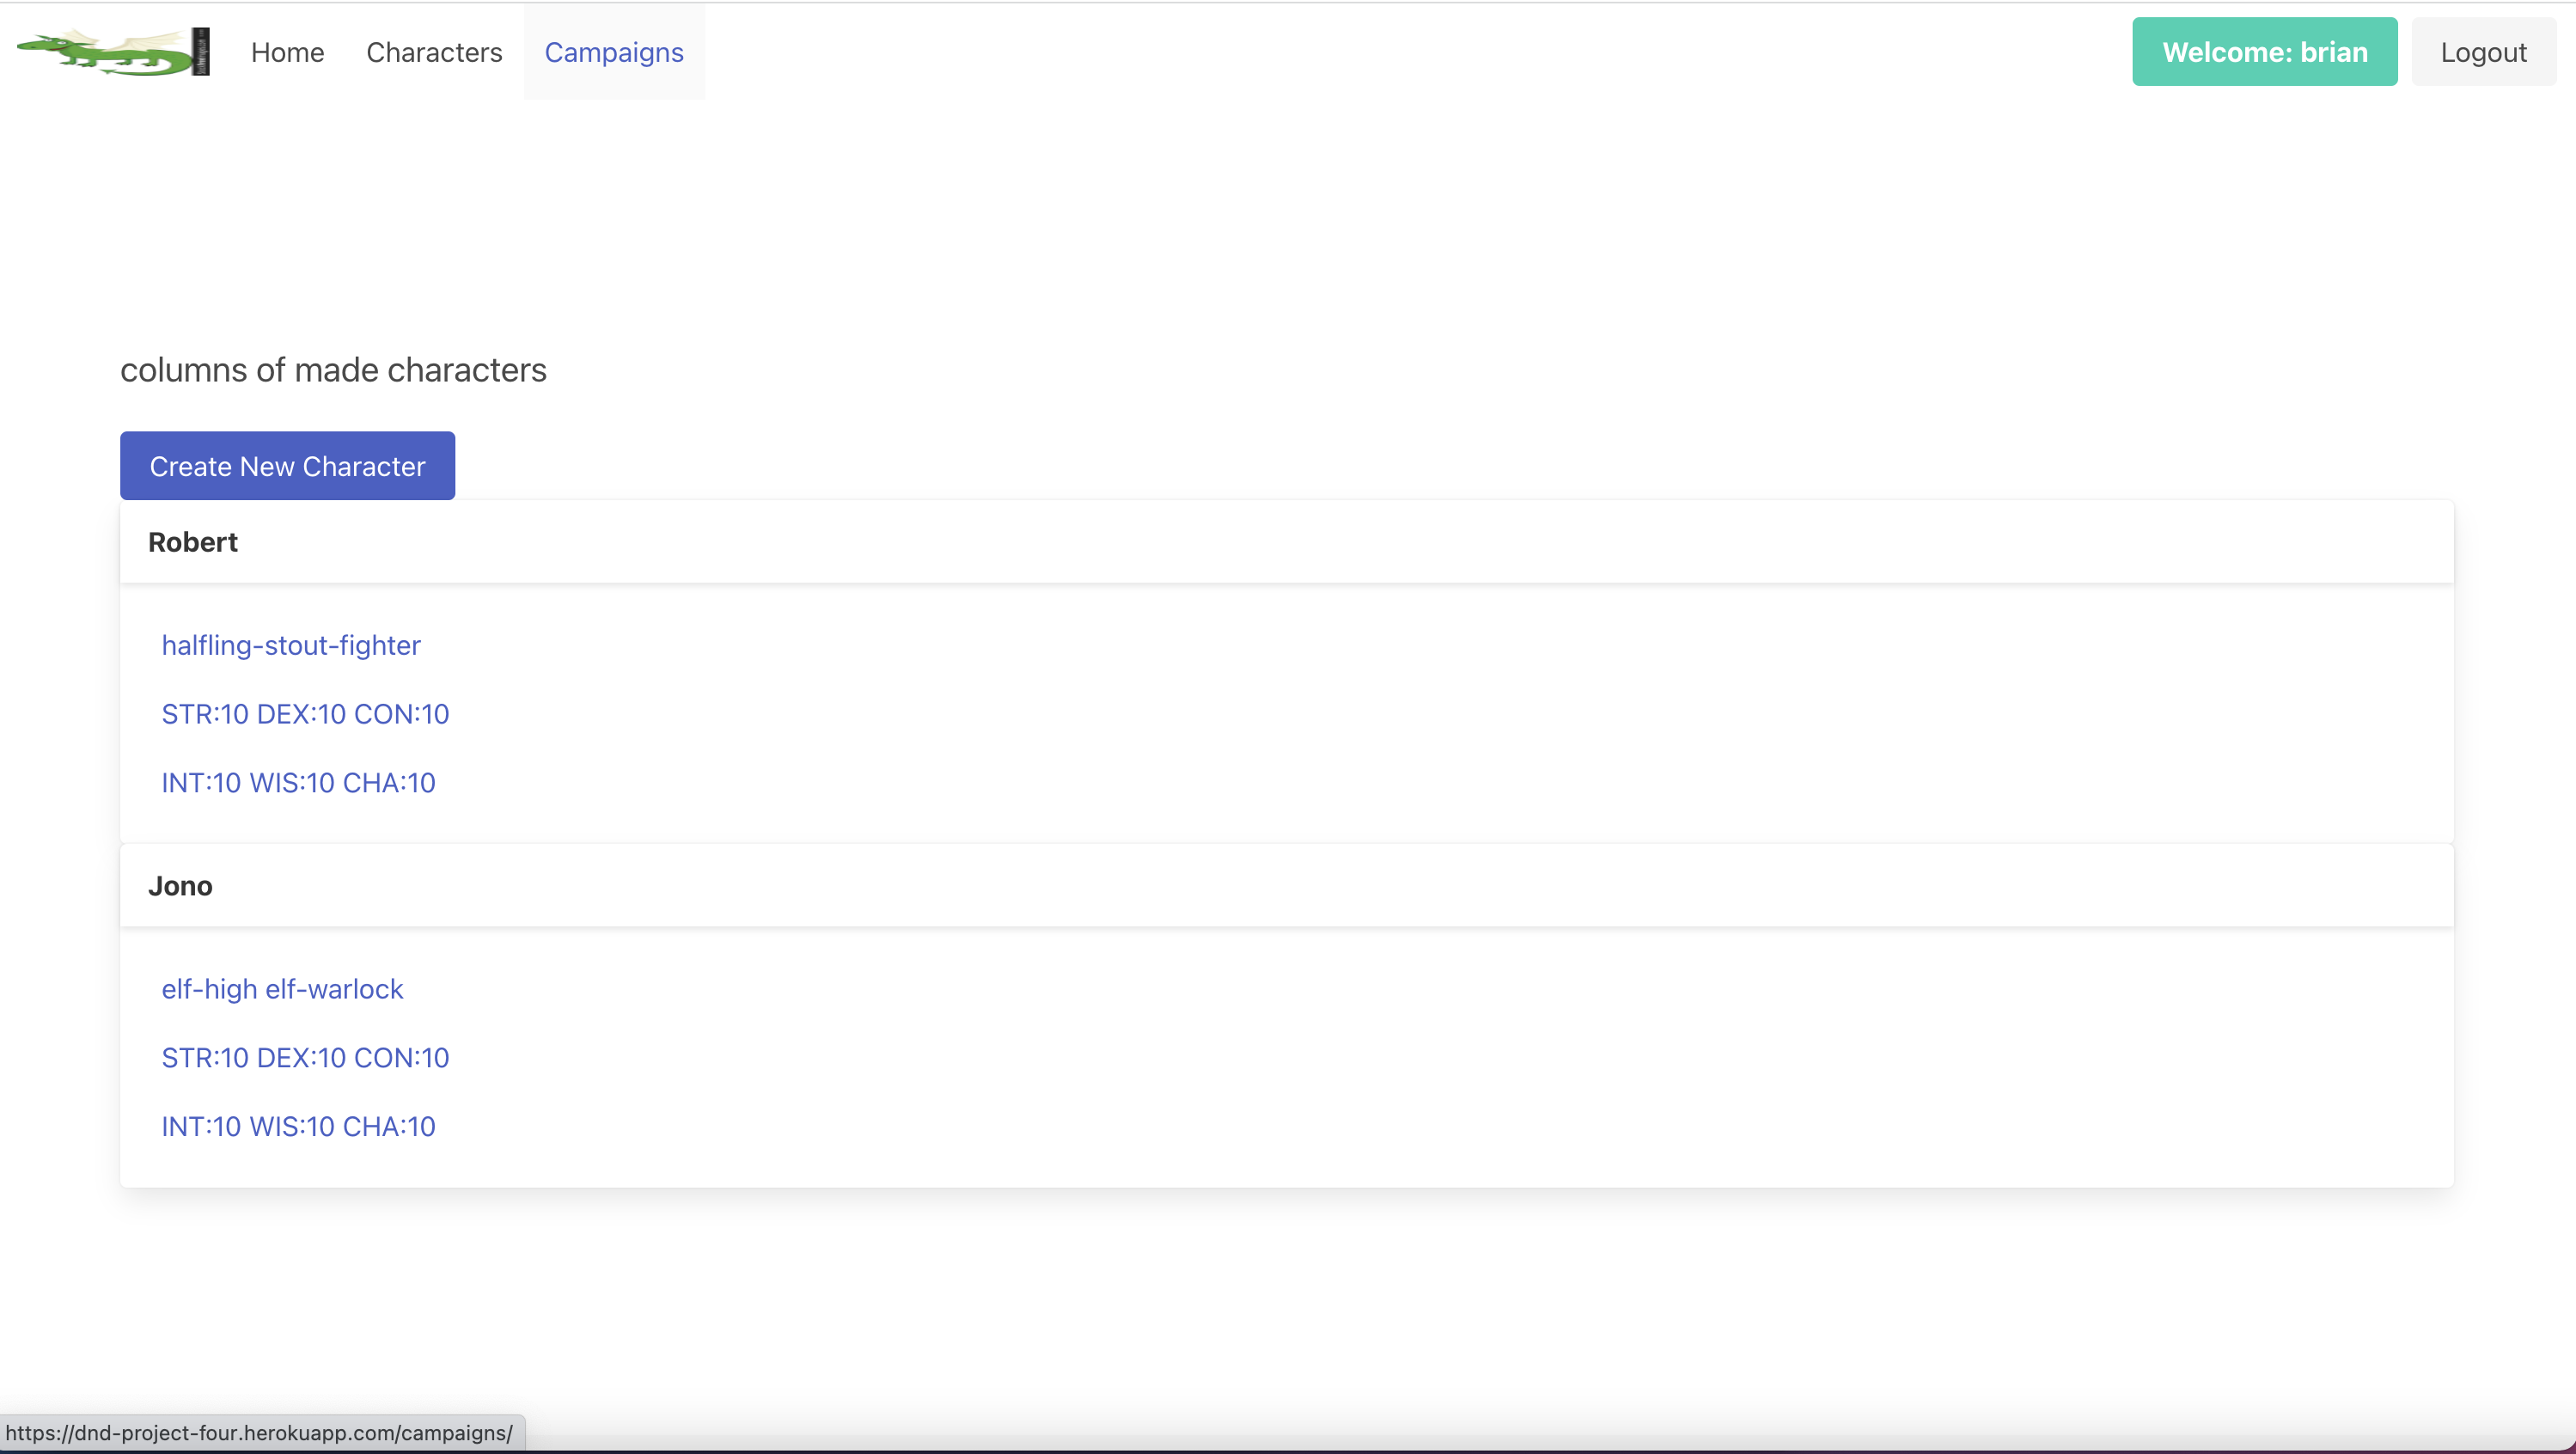 Home Characters Campaigns Welcome: brian Logout
columns of made characters
Create New Character
Robert
halfling-stout-fighter
STR:10 DEX:10 CON:10
INT:10 WIS:10 CHA:10
Jono
elf-high elf-warlock
STR:10 DEX:10 CON:10
INT:10 WIS:10 CHA:10
https://dnd-project-four.herokuapp.com/campaigns/